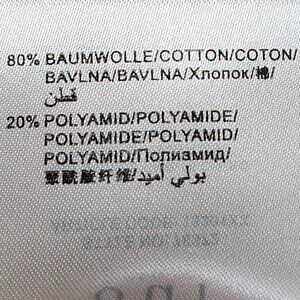 80% BAUMWOLLE/COTTON/COTON/
BAVLNA/BAVLNA/Хлопок/棉/
قطن
20% POLYAMID/POLYAMIDE/
POLYAMIDE/POLYAMID/
POLYAMID/Полиэмид/
聚酰胺纤维/بولي أميد/